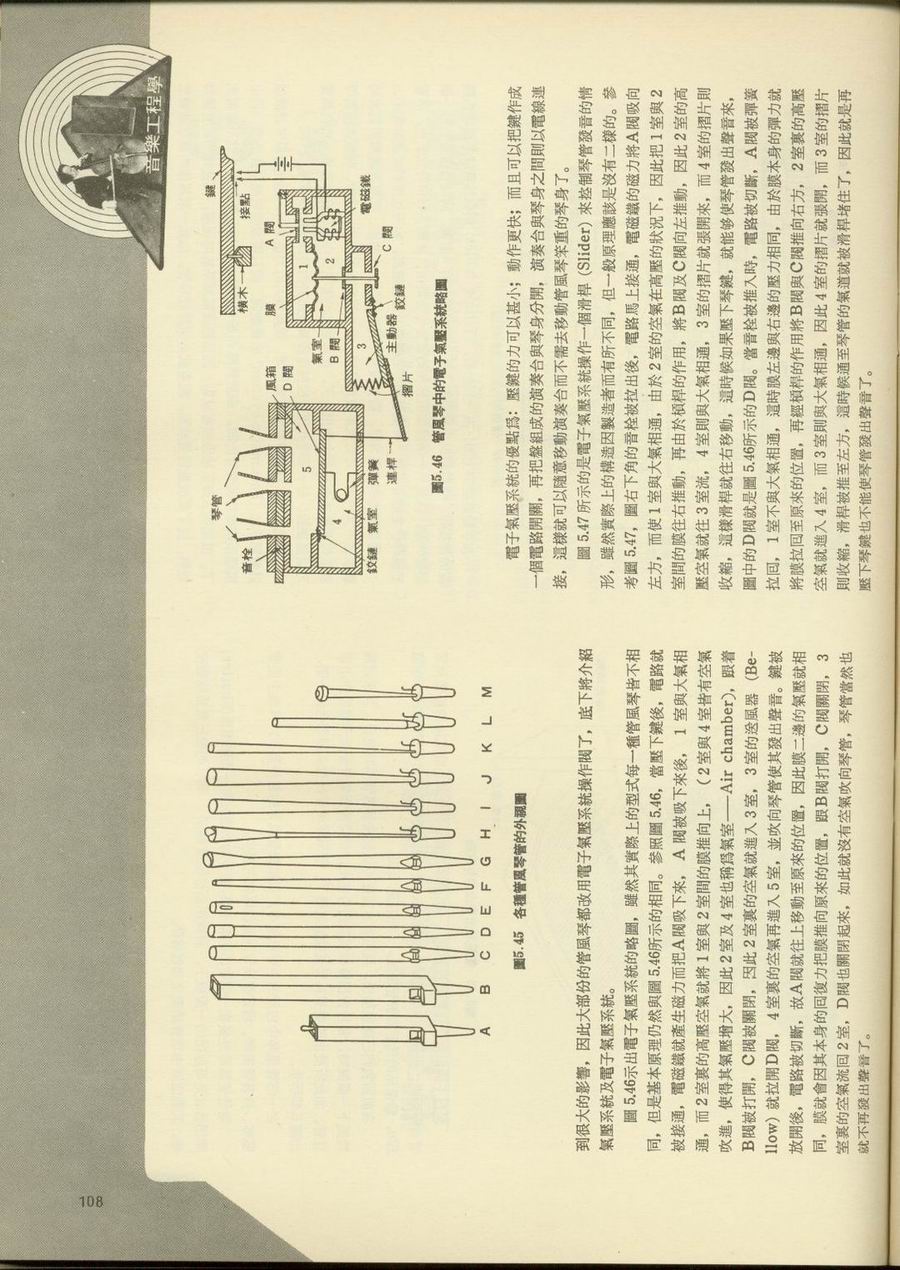 108
音樂工程學
A B C D E F G H I J K L M
圖5.45 各種管風琴管的外視圖
到很大的影響，因此大部份的管風琴都改用電子氣壓系統操作閥了，底下將介紹
氣壓系統及電子氣壓系統。
圖 5.46示出電子氣壓系統的略圖，雖然其實際上的型式每一種管風琴皆不相
同，但是基本原理仍然與圖 5.46所示的相同。參照圖 5.46，當壓下鍵後，電路就
被接通，電磁鐵就產生磁力而把A閥吸下來，A 閥被吸下來後，1 室與大氣相
通，而 2 室裏的高壓空氣就將 1 室與 2 室間的膜推向上，（ 2 室與 4 室皆有空氣
吹進，使得其氣壓增大，因此 2 室及 4 室也稱爲氣室——Air chamber)，跟着
B閥被打開，C閥被關閉，因此 2 室裏的空氣就進入 3 室，3 室的送風器 (Be-
llow) 就拉開D閥，4 室裏的空氣再進入 5 室，並吹向琴管使其發出聲音。鍵被
放開後，電路被切斷，故A閥就往上移動至原來的位置，因此膜二邊的氣壓就相
同，膜就會因其本身的囘復力把膜推向原來的位置，跟B閥打開，C閥關閉，3
室裏的空氣流囘 2 室，D閥也關閉起來，如此就沒有空氣吹向琴管，琴管當然也
就不再發出聲音了。
琴管
音栓
風箱
D 閥
5
4
彈簧
氣室
鉸鏈
連桿
鍵
接點
橫木
A 閥
膜
1
2
氣室
B 閥
電磁鐵
C 閥
3
鉸鏈
主動器
摺片
圖5.46 管風琴中的電子氣壓系統略圖
電子氣壓系統的優點爲：壓鍵的力可以甚小；動作更快；而且可以把鍵作成
一個電路開關，再把盤組成的演奏台與琴身分開，演奏台與琴身之間則以電線連
接，這樣就可以隨意移動演奏台而不需去移動管風琴笨重的琴身了。
圖 5.47 所示的是電子氣壓系統操作一個滑桿 (Slider) 來控制琴管發音的情
形，雖然實際上的構造因製造者而有所不同，但一般原理應該是沒有二樣的。參
考圖 5.47，圖右下角的音栓被拉出後，電路馬上接通，電磁鐵的磁力將A閥吸向
左方，而使 1 室與大氣相通，由於 2 室的空氣在高壓的狀況下，因此把 1 室與 2
室間的膜往右推動，再由於槓桿的作用，將B閥及C閥向左推動，因此 2 室的高
壓空氣就往 3 室流，4 室則與大氣相通，3 室的摺片就張開來，而 4 室的摺片則
收縮，這樣滑桿就往右移動，這時候如果壓下琴鍵，就能夠使琴管發出聲音來，
圖中的D閥就是圖 5.46所示的D閥。當音栓被推入時，電路被切斷，A閥被彈簧
拉囘，1 室不與大氣相通，這時膜左邊與右邊的壓力相同，由於膜本身的彈力就
將膜拉囘至原來的位置，再經槓桿的作用將B閥與C閥推向右方，2 室裏的高壓
空氣就進入 4 室，而 3 室則與大氣相通，因此 4 室的摺片就張開，而 3 室的摺片
則收縮，滑桿被推至左方，這時候通至琴管的氣道就被滑桿堵住了，因此就是再
壓下琴鍵也不能使琴管發出聲音了。